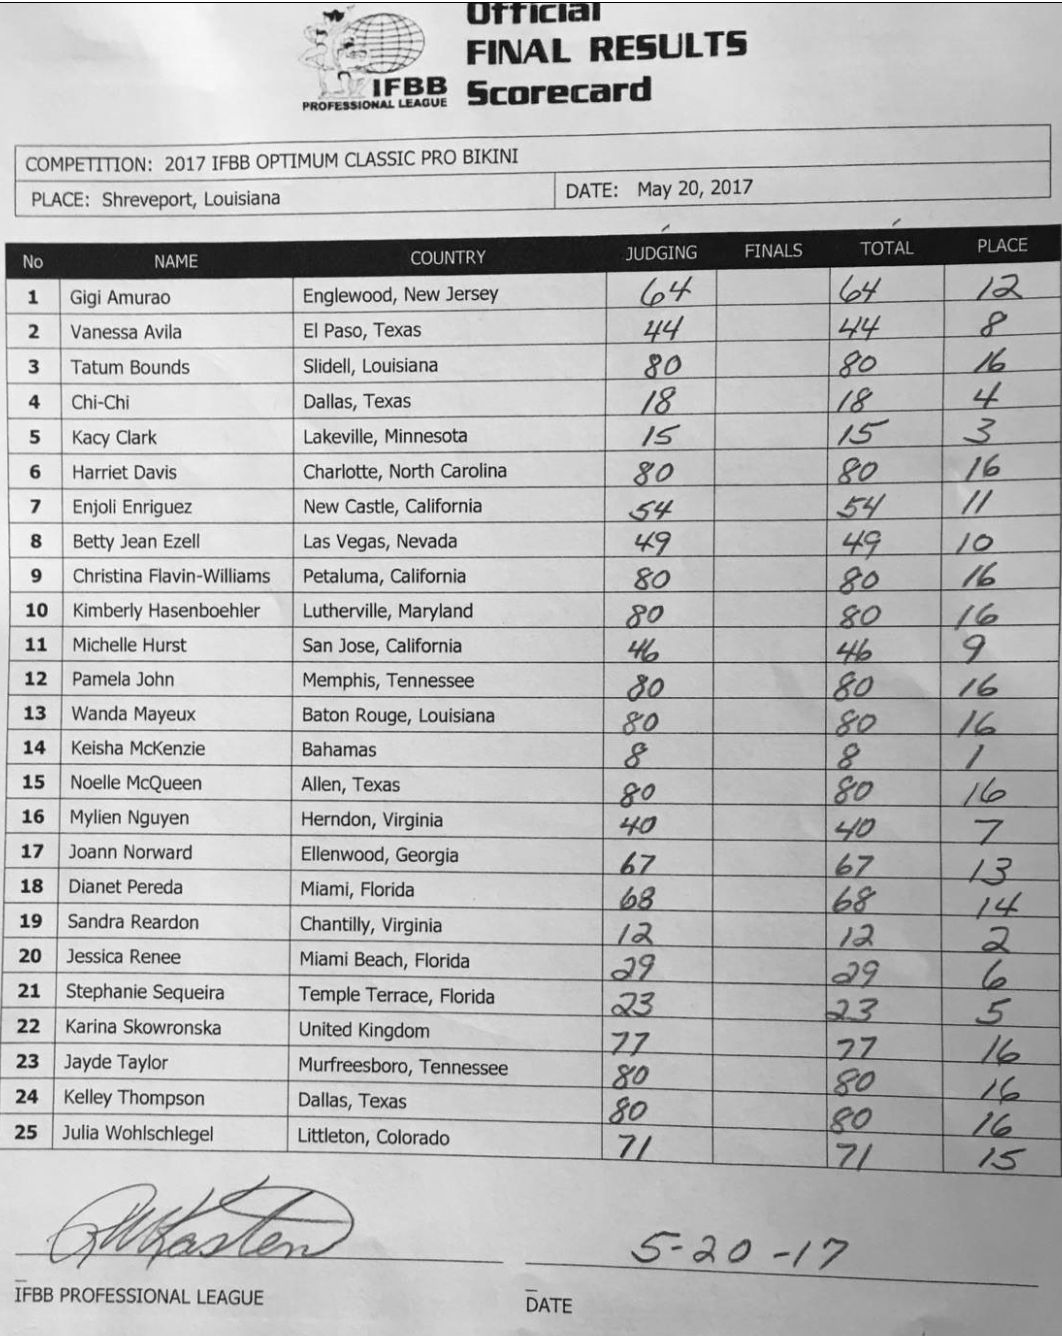 Official
FINAL RESULTS
IFBB Scorecard
PROFESSIONAL LEAGUE
COMPETITION: 2017 IFBB OPTIMUM CLASSIC PRO BIKINI
PLACE: Shreveport, Louisiana DATE: May 20, 2017
No NAME COUNTRY JUDGING FINALS TOTAL PLACE
1 Gigi Amurao Englewood, New Jersey 64 64 12
2 Vanessa Avila El Paso, Texas 44 44 8
3 Tatum Bounds Slidell, Louisiana 80 80 16
4 Chi-Chi Dallas, Texas 18 18 4
5 Kacy Clark Lakeville, Minnesota 15 15 3
6 Harriet Davis Charlotte, North Carolina 80 80 16
7 Enjoli Enriguez New Castle, California 54 54 11
8 Betty Jean Ezell Las Vegas, Nevada 49 49 10
9 Christina Flavin-Williams Petaluma, California 80 80 16
10 Kimberly Hasenboehler Lutherville, Maryland 80 80 16
11 Michelle Hurst San Jose, California 46 46 9
12 Pamela John Memphis, Tennessee 80 80 16
13 Wanda Mayeux Baton Rouge, Louisiana 80 80 16
14 Keisha McKenzie Bahamas 8 8 1
15 Noelle McQueen Allen, Texas 80 80 16
16 Mylien Nguyen Herndon, Virginia 40 40 7
17 Joann Norward Ellenwood, Georgia 67 67 13
18 Dianet Pereda Miami, Florida 68 68 14
19 Sandra Reardon Chantilly, Virginia 12 12 2
20 Jessica Renee Miami Beach, Florida 29 29 6
21 Stephanie Sequeira Temple Terrace, Florida 23 23 5
22 Karina Skowronska United Kingdom 77 77 16
23 Jayde Taylor Murfreesboro, Tennessee 80 80 16
24 Kelley Thompson Dallas, Texas 80 80 16
25 Julia Wohlschlegel Littleton, Colorado 71 71 15
5-20-17
IFBB PROFESSIONAL LEAGUE DATE